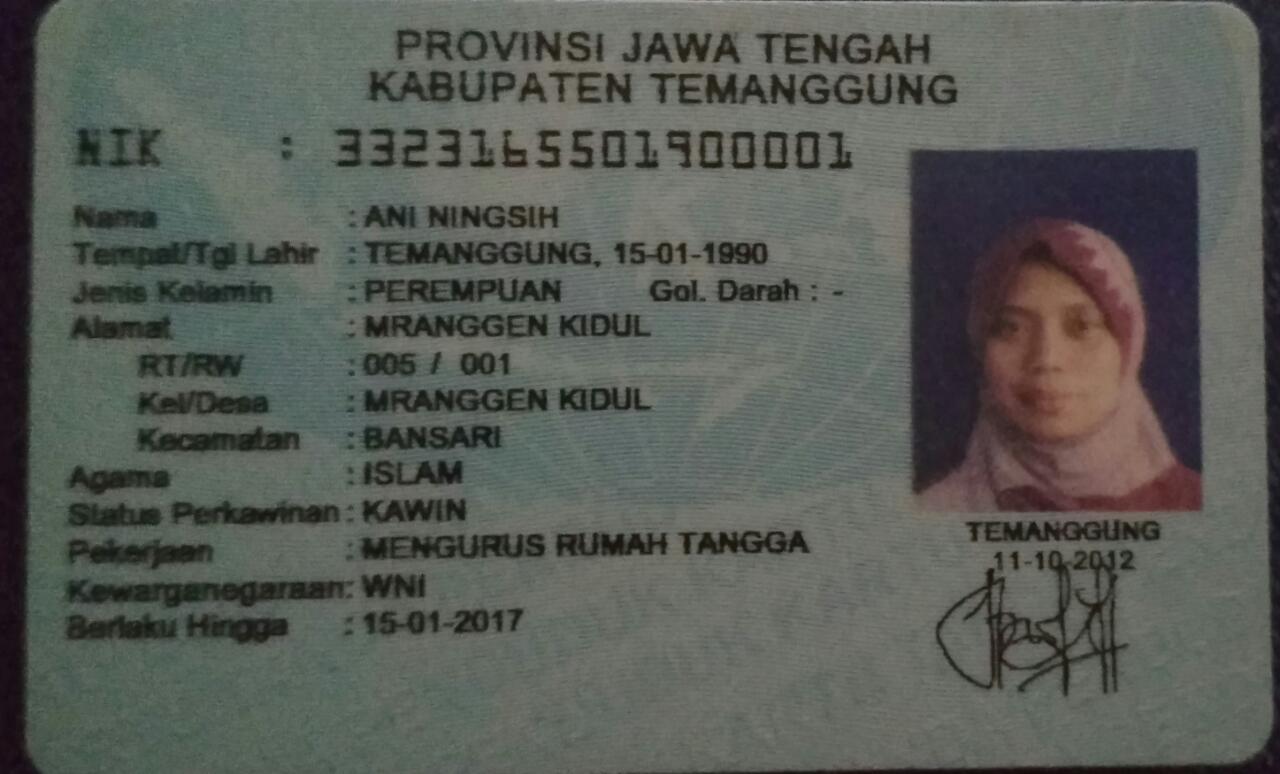 PROVINSI JAWA TENGAH
KABUPATEN TEMANGGUNG
NIK : 3323165501900001
Nama : ANI NINGSIH
Tempat/Tgl Lahir : TEMANGGUNG, 15-01-1990
Jenis Kelamin : PEREMPUAN Gol. Darah : -
Alamat : MRANGGEN KIDUL
RT/RW : 005 / 001
Kel/Desa : MRANGGEN KIDUL
Kecamatan : BANSARI
Agama : ISLAM
Status Perkawinan : KAWIN
Pekerjaan : MENGURUS RUMAH TANGGA
Kewarganegaraan : WNI
Berlaku Hingga : 15-01-2017
TEMANGGUNG
11-10-2012